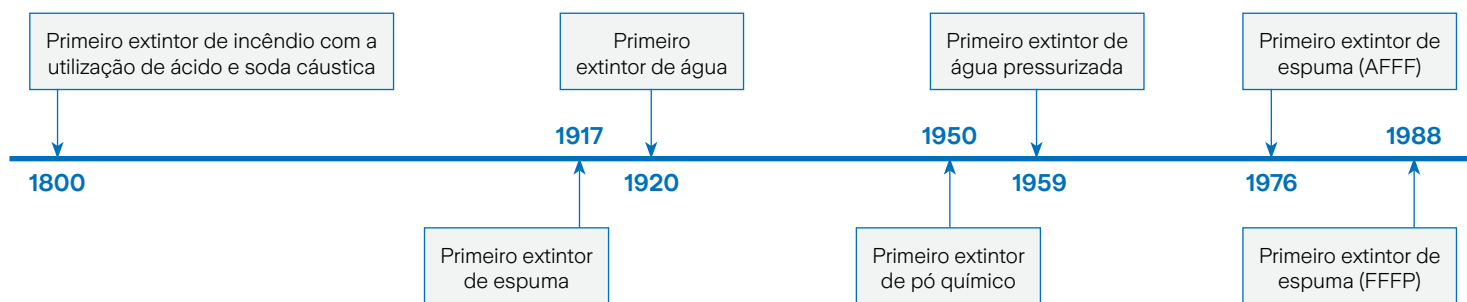 Primeiro extintor de incêndio com a
utilização de ácido e soda cáustica
Primeiro
extintor de água
Primeiro extintor de
água pressurizada
Primeiro extintor de
espuma (AFFF)
1917
1950
1988
1800
1920
1959
1976
Primeiro extintor
de espuma
Primeiro extintor
de pó químico
Primeiro extintor de
espuma (FFFP)